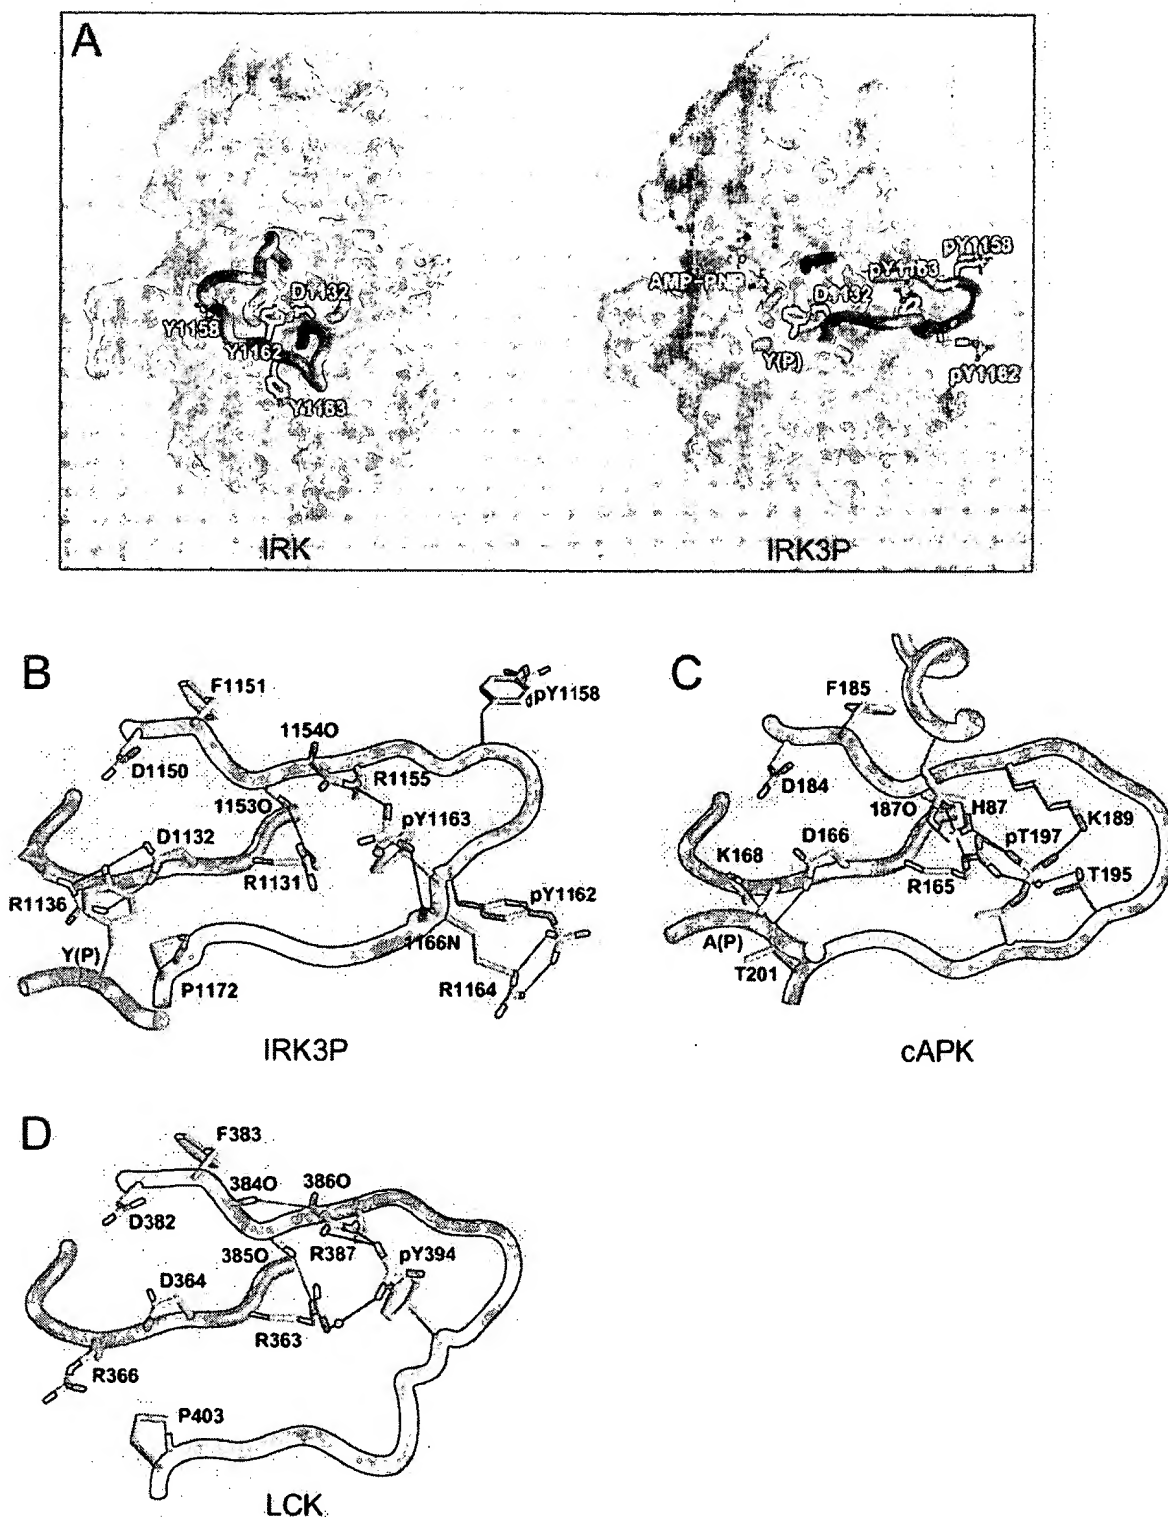 A
D1132
Y1158
Y1162
Y1163
IRK
pY1158
pY1163
AMP-PNP
D1132
Y(P)
pY1162
IRK3P
B
F1151
pY1158
1154O
D1150
R1155
1153O
pY1163
D1132
R1131
R1136
pY1162
1166N
Y(P)
R1164
P1172
IRK3P
C
F185
D184
187O
H87
K189
D166
pT197
K168
R165
T195
A(P)
T201
cAPK
D
F383
384O
386O
D382
385O
R387
pY394
D364
R363
R366
P403
LCK